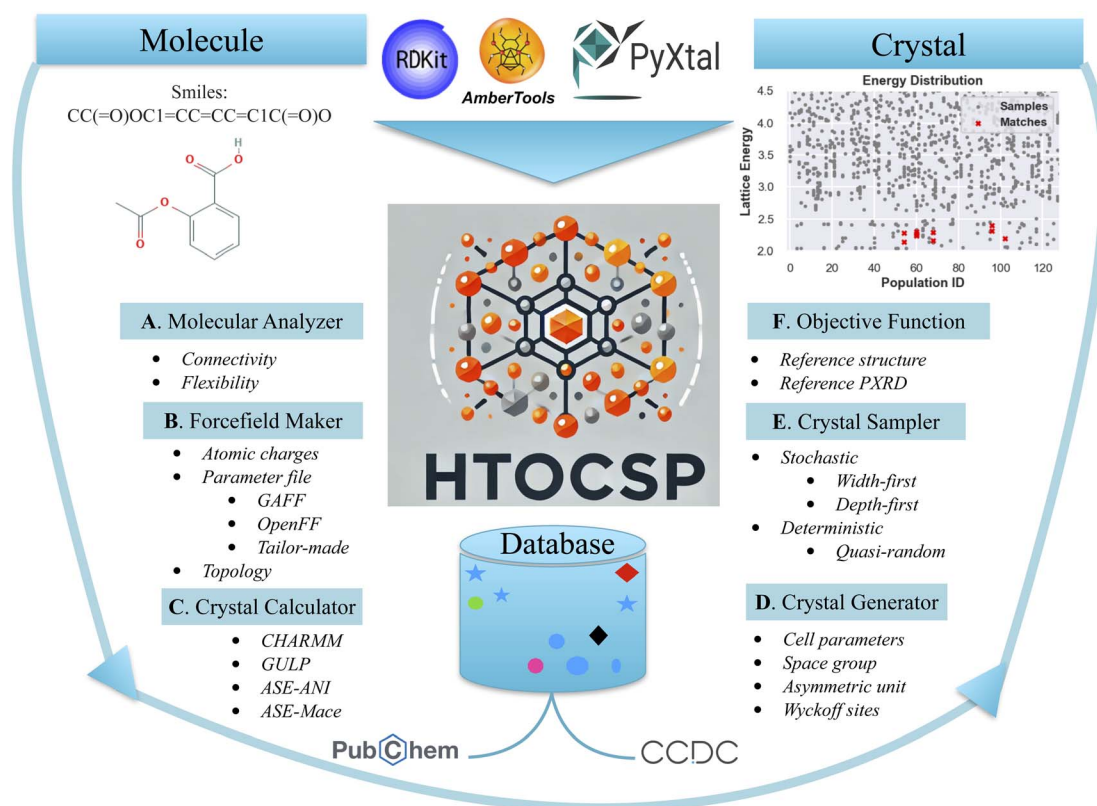 Molecule
Smiles:
CC(=O)OC1=CC=CC=C1C(=O)O
H
O
O
O
O
A. Molecular Analyzer
• Connectivity
• Flexibility
B. Forcefield Maker
• Atomic charges
• Parameter file
• GAFF
• OpenFF
• Tailor-made
• Topology
C. Crystal Calculator
• CHARMM
• GULP
• ASE-ANI
• ASE-Mace
RDKit
AmberTools
PyXtal
HTOCSP
Database
PubChem
CCDC
Crystal
Energy Distribution
Samples
Matches
Lattice Energy
4.5
4.0
3.5
3.0
2.5
2.0
0 20 40 60 80 100 120
Population ID
F. Objective Function
• Reference structure
• Reference PXRD
E. Crystal Sampler
• Stochastic
• Width-first
• Depth-first
• Deterministic
• Quasi-random
D. Crystal Generator
• Cell parameters
• Space group
• Asymmetric unit
• Wyckoff sites